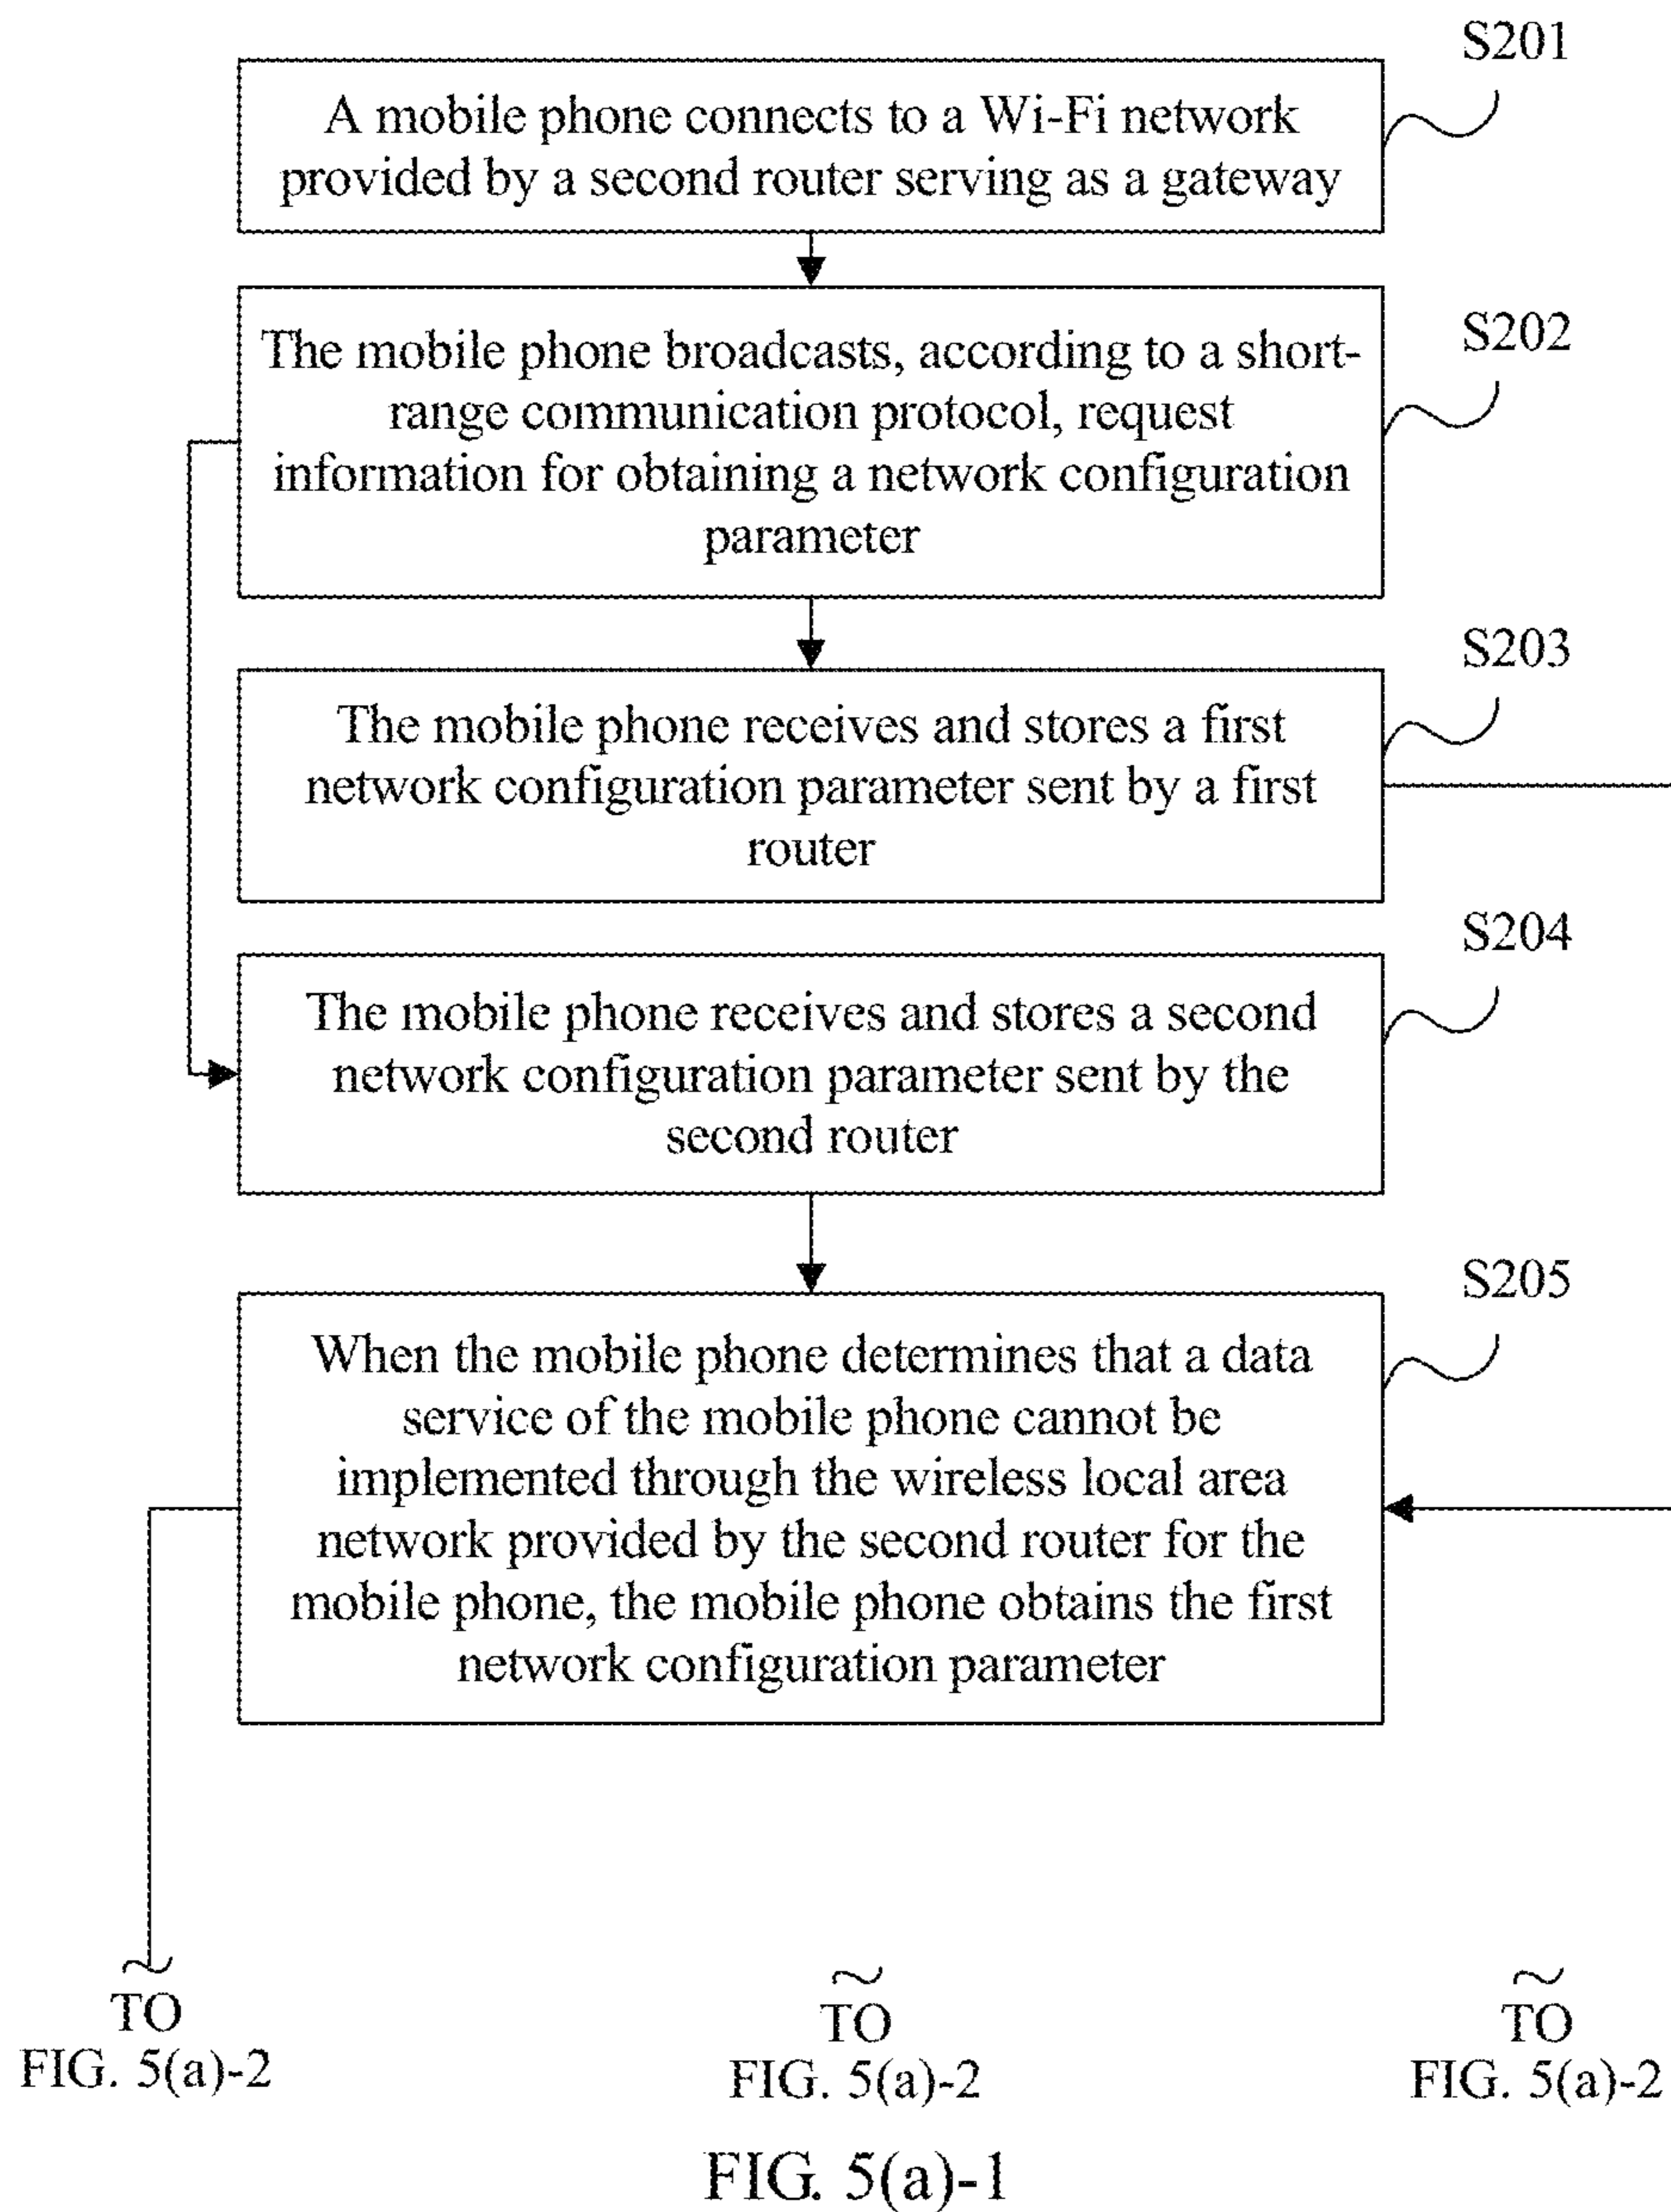 S201
A mobile phone connects to a Wi-Fi network
provided by a second router serving as a gateway
S202
The mobile phone broadcasts, according to a short-
range communication protocol, request
information for obtaining a network configuration
parameter
S203
The mobile phone receives and stores a first
network configuration parameter sent by a first
router
S204
The mobile phone receives and stores a second
network configuration parameter sent by the
second router
S205
When the mobile phone determines that a data
service of the mobile phone cannot be
implemented through the wireless local area
network provided by the second router for the
mobile phone, the mobile phone obtains the first
network configuration parameter
TO
FIG. 5(a)-2
TO
FIG. 5(a)-2
TO
FIG. 5(a)-2
FIG. 5(a)-1